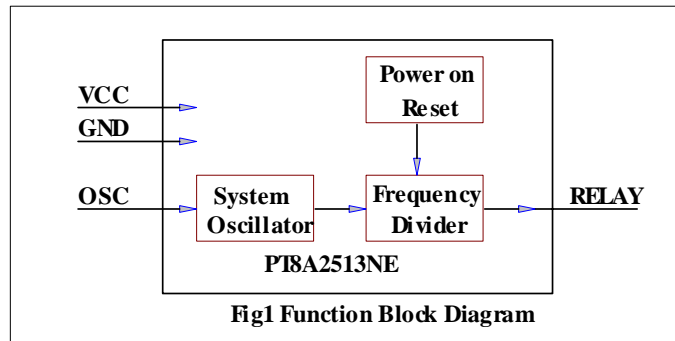 VCC
GND
OSC
Power on
Reset
System
Oscillator
Frequency
Divider
RELAY
PT8A2513NE
Fig1 Function Block Diagram